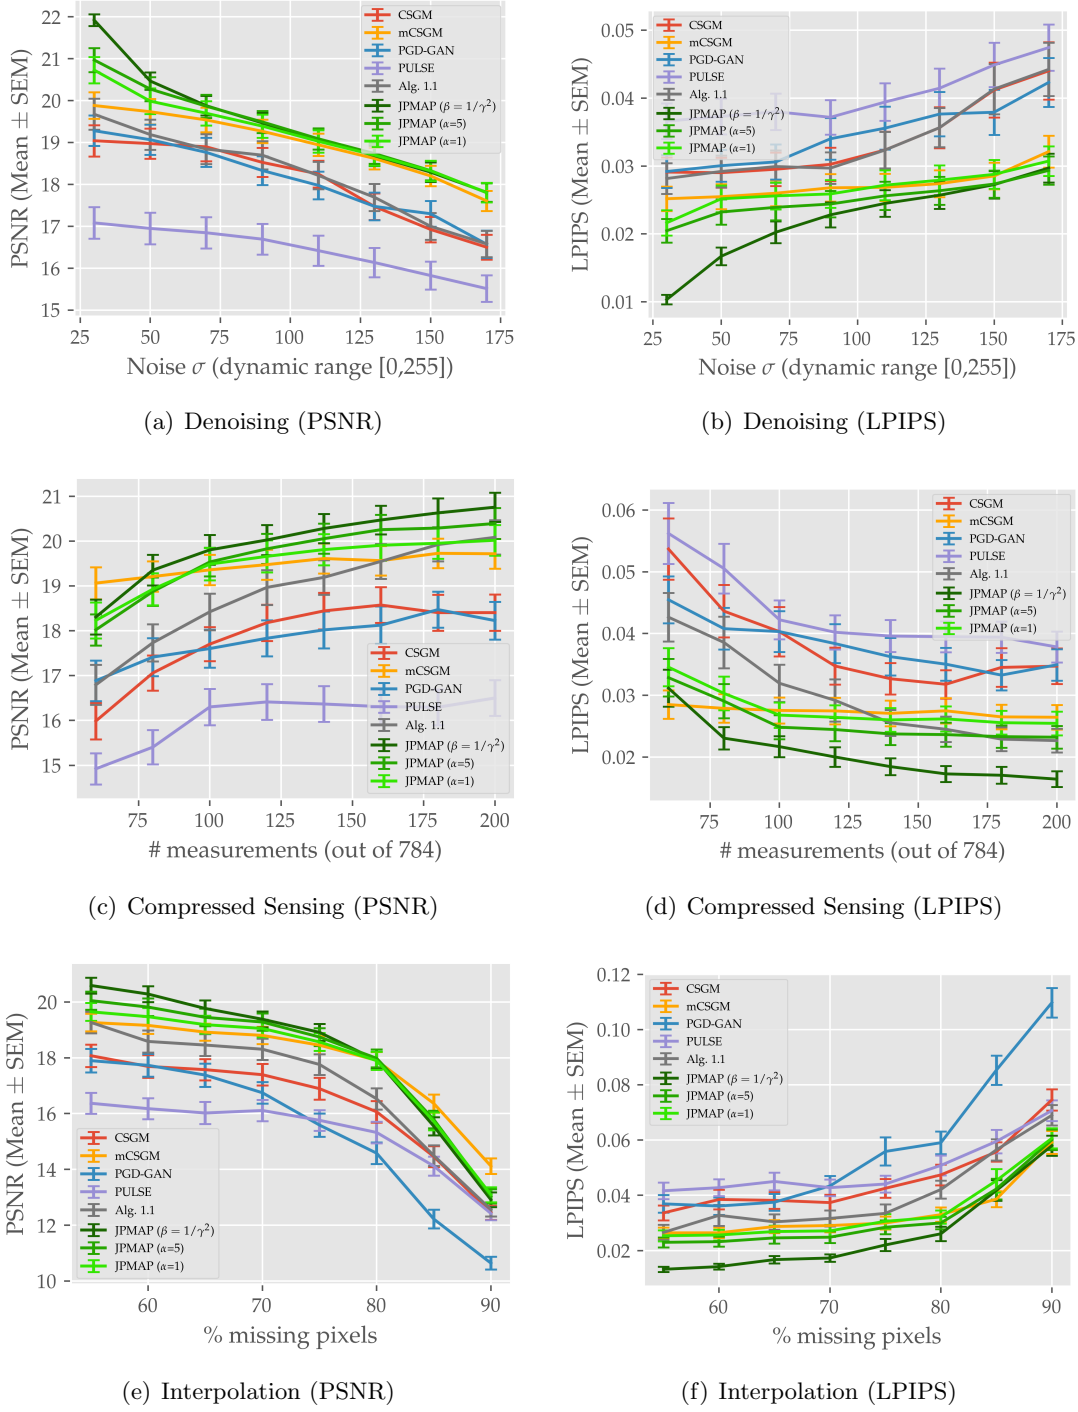 PSNR (Mean ± SEM)
22
21
20
19
18
17
16
15
25
50
75
100
125
150
175
Noise σ (dynamic range [0,255])
CSGM
mCSGM
PGD-GAN
PULSE
Alg. 1.1
JPMAP (β = 1/γ²)
JPMAP (α=5)
JPMAP (α=1)
(a) Denoising (PSNR)
LPIPS (Mean ± SEM)
0.05
0.04
0.03
0.02
0.01
25
50
75
100
125
150
175
Noise σ (dynamic range [0,255])
CSGM
mCSGM
PGD-GAN
PULSE
Alg. 1.1
JPMAP (β = 1/γ²)
JPMAP (α=5)
JPMAP (α=1)
(b) Denoising (LPIPS)
PSNR (Mean ± SEM)
21
20
19
18
17
16
15
75
100
125
150
175
200
# measurements (out of 784)
CSGM
mCSGM
PGD-GAN
PULSE
Alg. 1.1
JPMAP (β = 1/γ²)
JPMAP (α=5)
JPMAP (α=1)
(c) Compressed Sensing (PSNR)
LPIPS (Mean ± SEM)
0.06
0.05
0.04
0.03
0.02
75
100
125
150
175
200
# measurements (out of 784)
CSGM
mCSGM
PGD-GAN
PULSE
Alg. 1.1
JPMAP (β = 1/γ²)
JPMAP (α=5)
JPMAP (α=1)
(d) Compressed Sensing (LPIPS)
PSNR (Mean ± SEM)
20
18
16
14
12
10
60
70
80
90
% missing pixels
CSGM
mCSGM
PGD-GAN
PULSE
Alg. 1.1
JPMAP (β = 1/γ²)
JPMAP (α=5)
JPMAP (α=1)
(e) Interpolation (PSNR)
LPIPS (Mean ± SEM)
0.12
0.10
0.08
0.06
0.04
0.02
60
70
80
90
% missing pixels
CSGM
mCSGM
PGD-GAN
PULSE
Alg. 1.1
JPMAP (β = 1/γ²)
JPMAP (α=5)
JPMAP (α=1)
(f) Interpolation (LPIPS)